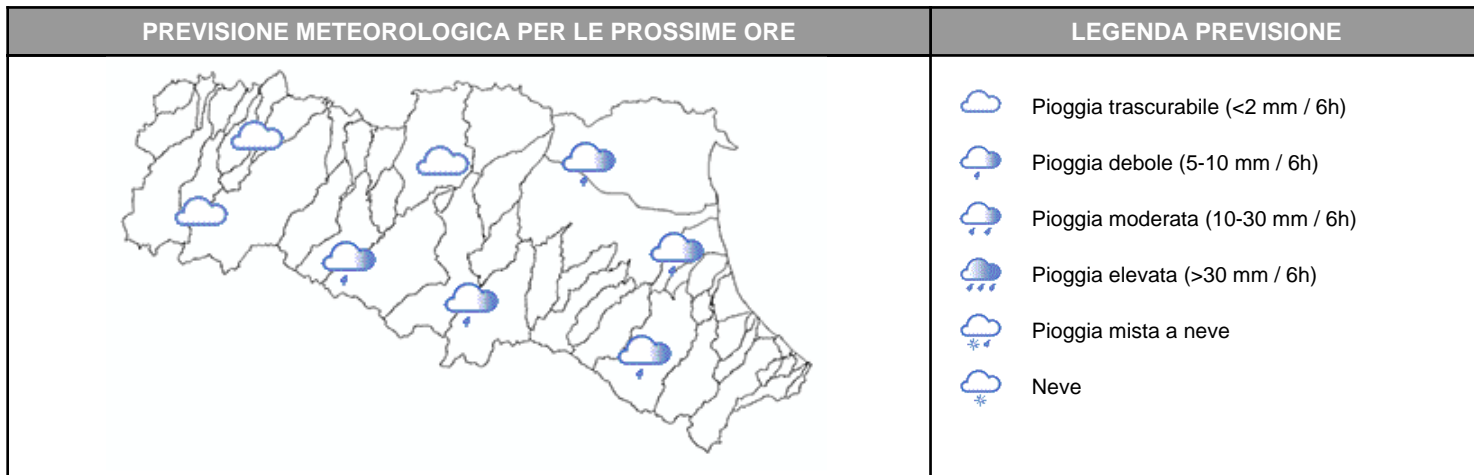 PREVISIONE METEOROLOGICA PER LE PROSSIME ORE
LEGENDA PREVISIONE
Pioggia trascurabile (<2 mm / 6h)
Pioggia debole (5-10 mm / 6h)
Pioggia moderata (10-30 mm / 6h)
Pioggia elevata (>30 mm / 6h)
Pioggia mista a neve
Neve